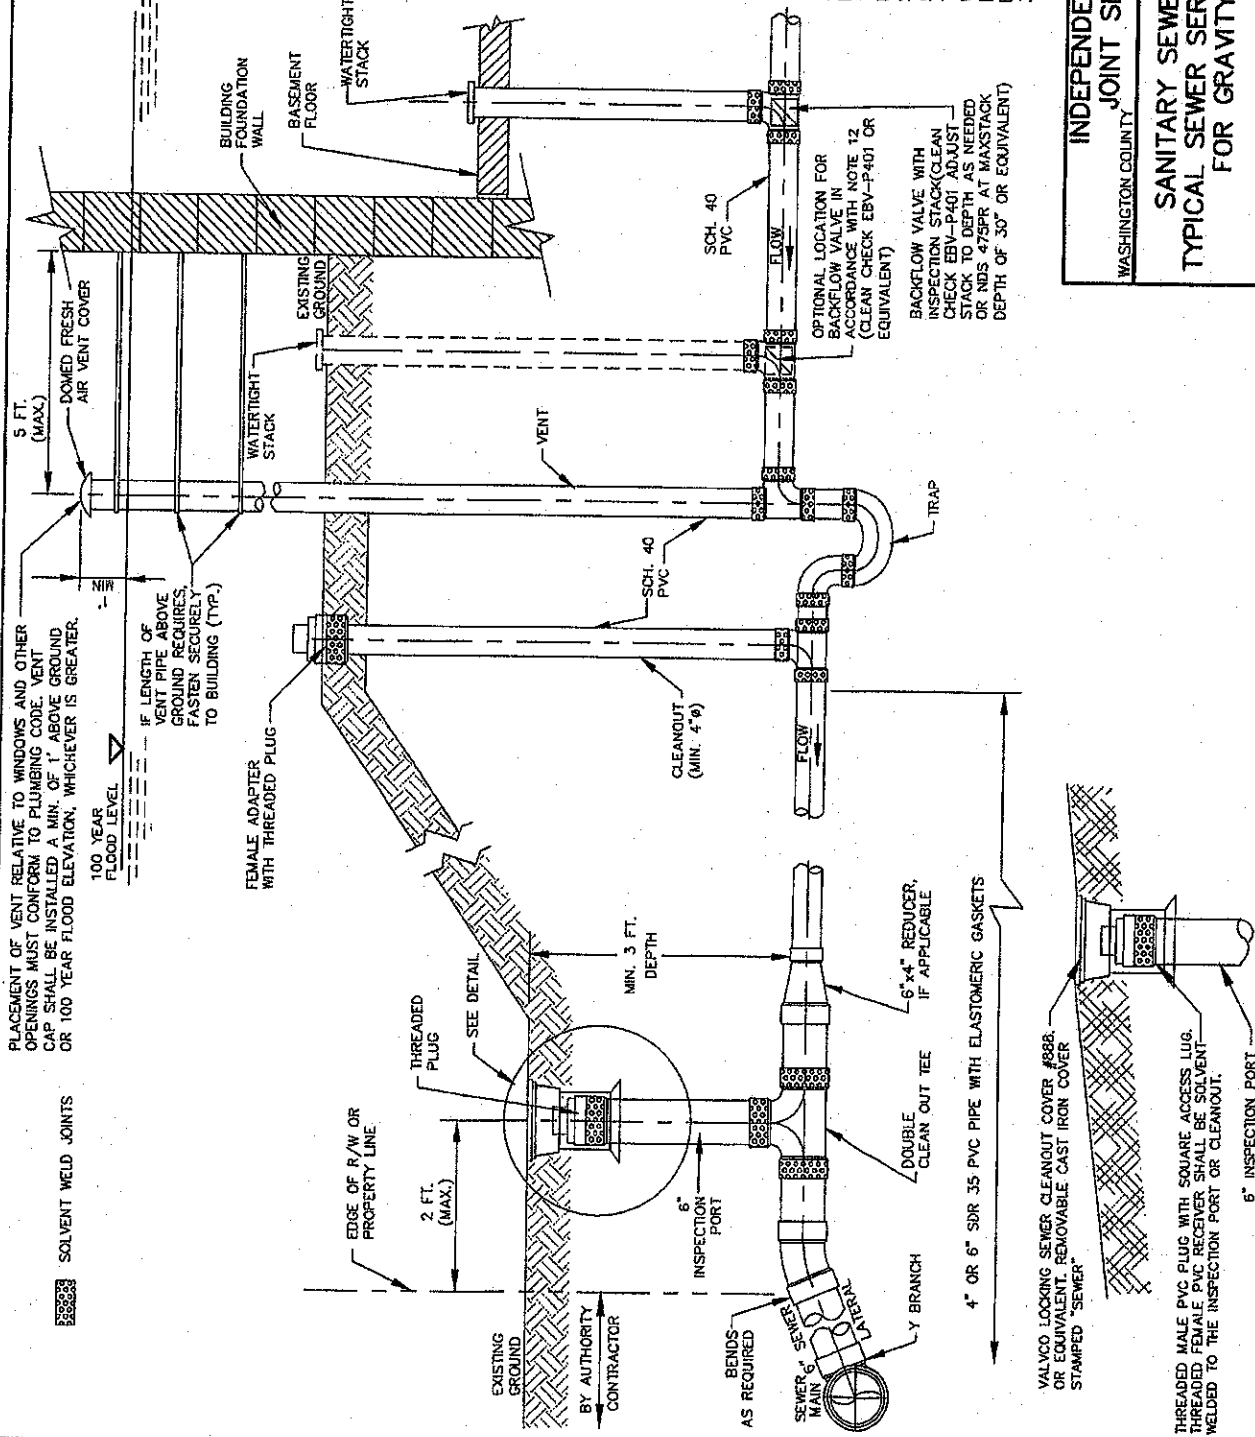 PLACEMENT OF VENT RELATIVE TO WINDOWS AND OTHER
OPENINGS MUST CONFORM TO PLUMBING CODE. VENT
CAP SHALL BE INSTALLED A MIN. OF 1' ABOVE GROUND
OR 100 YEAR FLOOD ELEVATION, WHICHEVER IS GREATER.
SOLVENT WELD JOINTS
5 FT.
(MAX.)
DOMED FRESH
AIR VENT COVER
MIN
100 YEAR
FLOOD LEVEL
IF LENGTH OF
VENT PIPE ABOVE
GROUND REQUIRES,
FASTEN SECURELY
TO BUILDING (TYP.)
BUILDING
FOUNDATION
WALL
BASEMENT
FLOOR
WATERTIGHT
STACK
EXISTING
GROUND
WATERTIGHT
STACK
FEMALE ADAPTER
WITH THREADED PLUG
VENT
SCH. 40
PVC
CLEANOUT
(MIN. 4"ø)
TRAP
FLOW
SCH. 40
PVC
FLOW
OPTIONAL LOCATION FOR
BACKFLOW VALVE IN
ACCORDANCE WITH NOTE 12
(CLEAN CHECK EBV-P401 OR
EQUIVALENT)
BACKFLOW VALVE WITH
INSPECTION STACK(CLEAN
CHECK EBV-P401 ADJUST
STACK TO DEPTH AS NEEDED
OR NDS 475PR AT MAXSTACK
DEPTH OF 30" OR EQUIVALENT)
EDGE OF R/W OR
PROPERTY LINE
2 FT.
(MAX.)
THREADED
PLUG
SEE DETAIL
MIN. 3 FT.
DEPTH
EXISTING
GROUND
BY AUTHORITY
CONTRACTOR
6"
INSPECTION
PORT
BENDS
AS REQUIRED
SEWER
MAIN
6" SEWER
LATERAL
Y BRANCH
DOUBLE
CLEAN OUT TEE
6"x4" REDUCER,
IF APPLICABLE
4" OR 6" SDR 35 PVC PIPE WITH ELASTOMERIC GASKETS
VALVCO LOCKING SEWER CLEANOUT COVER #888.
OR EQUIVALENT. REMOVABLE CAST IRON COVER
STAMPED "SEWER"
THREADED MALE PVC PLUG WITH SQUARE ACCESS LUG.
THREADED FEMALE PVC RECEIVER SHALL BE SOLVENT
WELDED TO THE INSPECTION PORT OR CLEANOUT.
6" INSPECTION PORT
INDEPENDE
JOINT SE
WASHINGTON COUNTY
SANITARY SEWE
TYPICAL SEWER SER
FOR GRAVITY